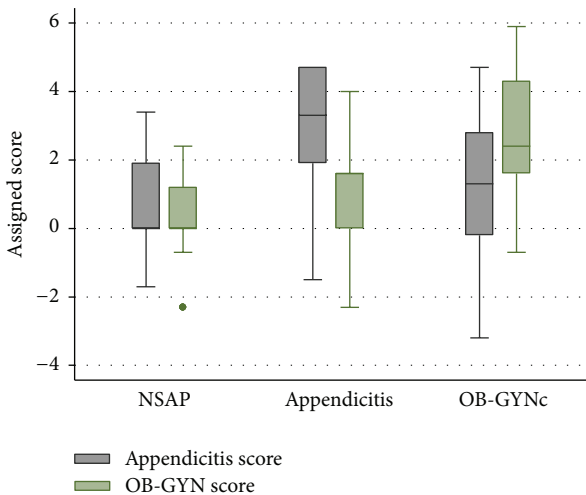 6
4
2
0
−2
−4
Assigned score
NSAP
Appendicitis
OB-GYNc
Appendicitis score
OB-GYN score